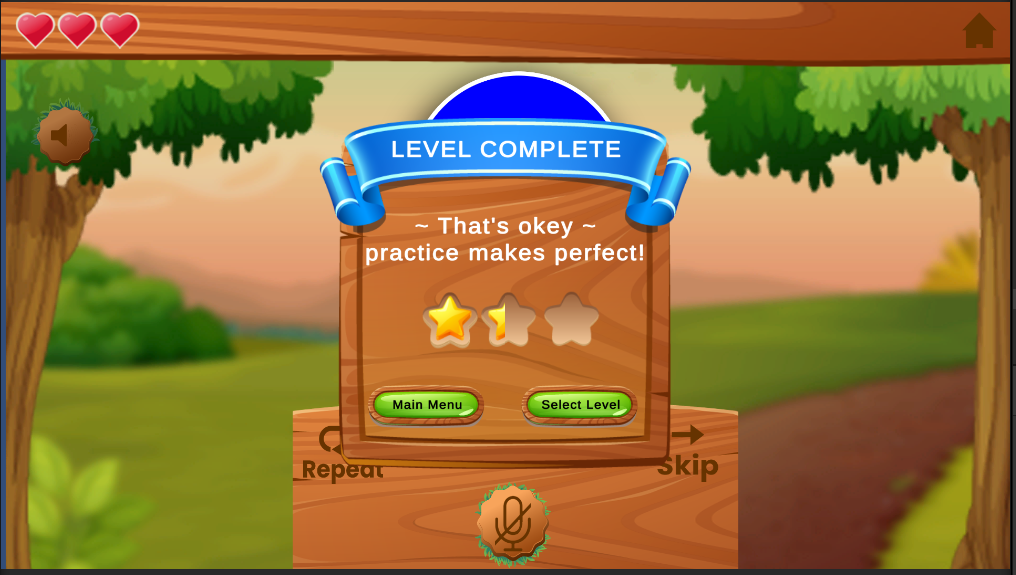 LEVEL COMPLETE
~ That's okey ~
practice makes perfect!
Main Menu
Select Level
Repeat
Skip